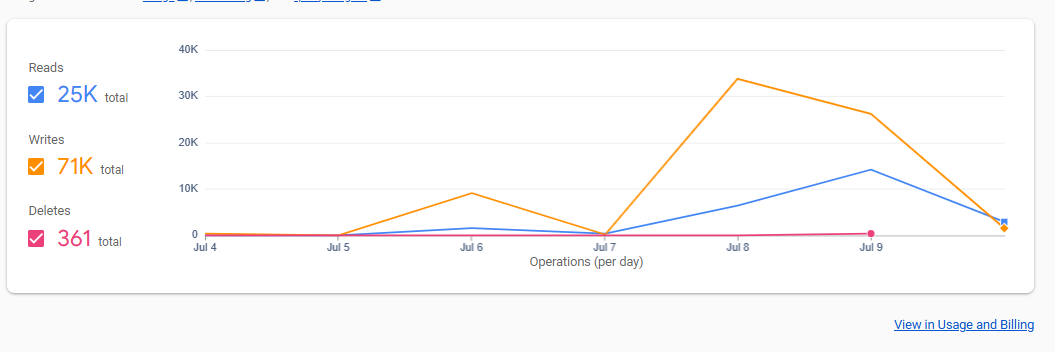 Reads
25K total
Writes
71K total
Deletes
361 total
40K
30K
20K
10K
0
Jul 4 Jul 5 Jul 6 Jul 7 Jul 8 Jul 9
Operations (per day)
View in Usage and Billing